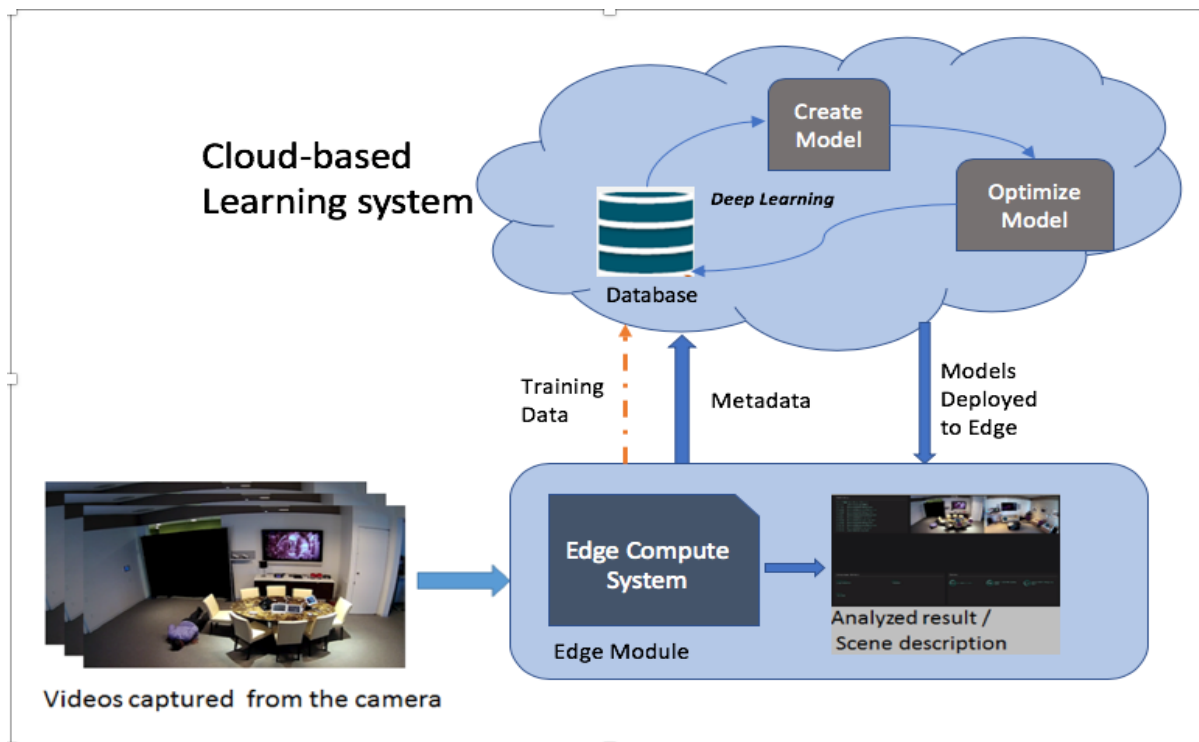 Cloud-based
Learning system
Create
Model
Deep Learning
Optimize
Model
Database
Training
Data
Metadata
Models
Deployed
to Edge
Edge Compute
System
Edge Module
Analyzed result /
Scene description
Videos captured from the camera